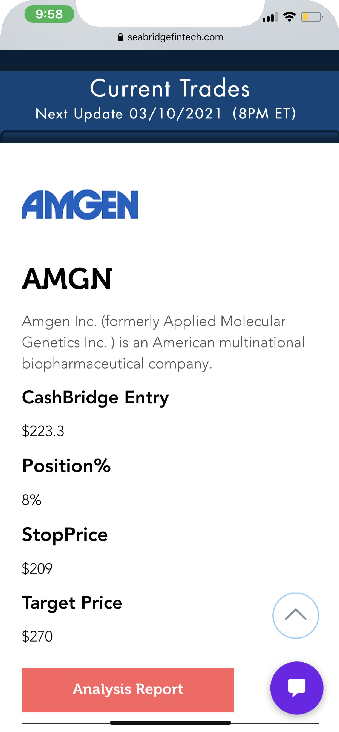 9:58
seabridgefintech.com
Current Trades
Next Update 03/10/2021 (8PM ET)
AMGEN
AMGN
Amgen Inc. (formerly Applied Molecular
Genetics Inc. ) is an American multinational
biopharmaceutical company.
CashBridge Entry
$223.3
Position%
8%
StopPrice
$209
Target Price
$270
Analysis Report